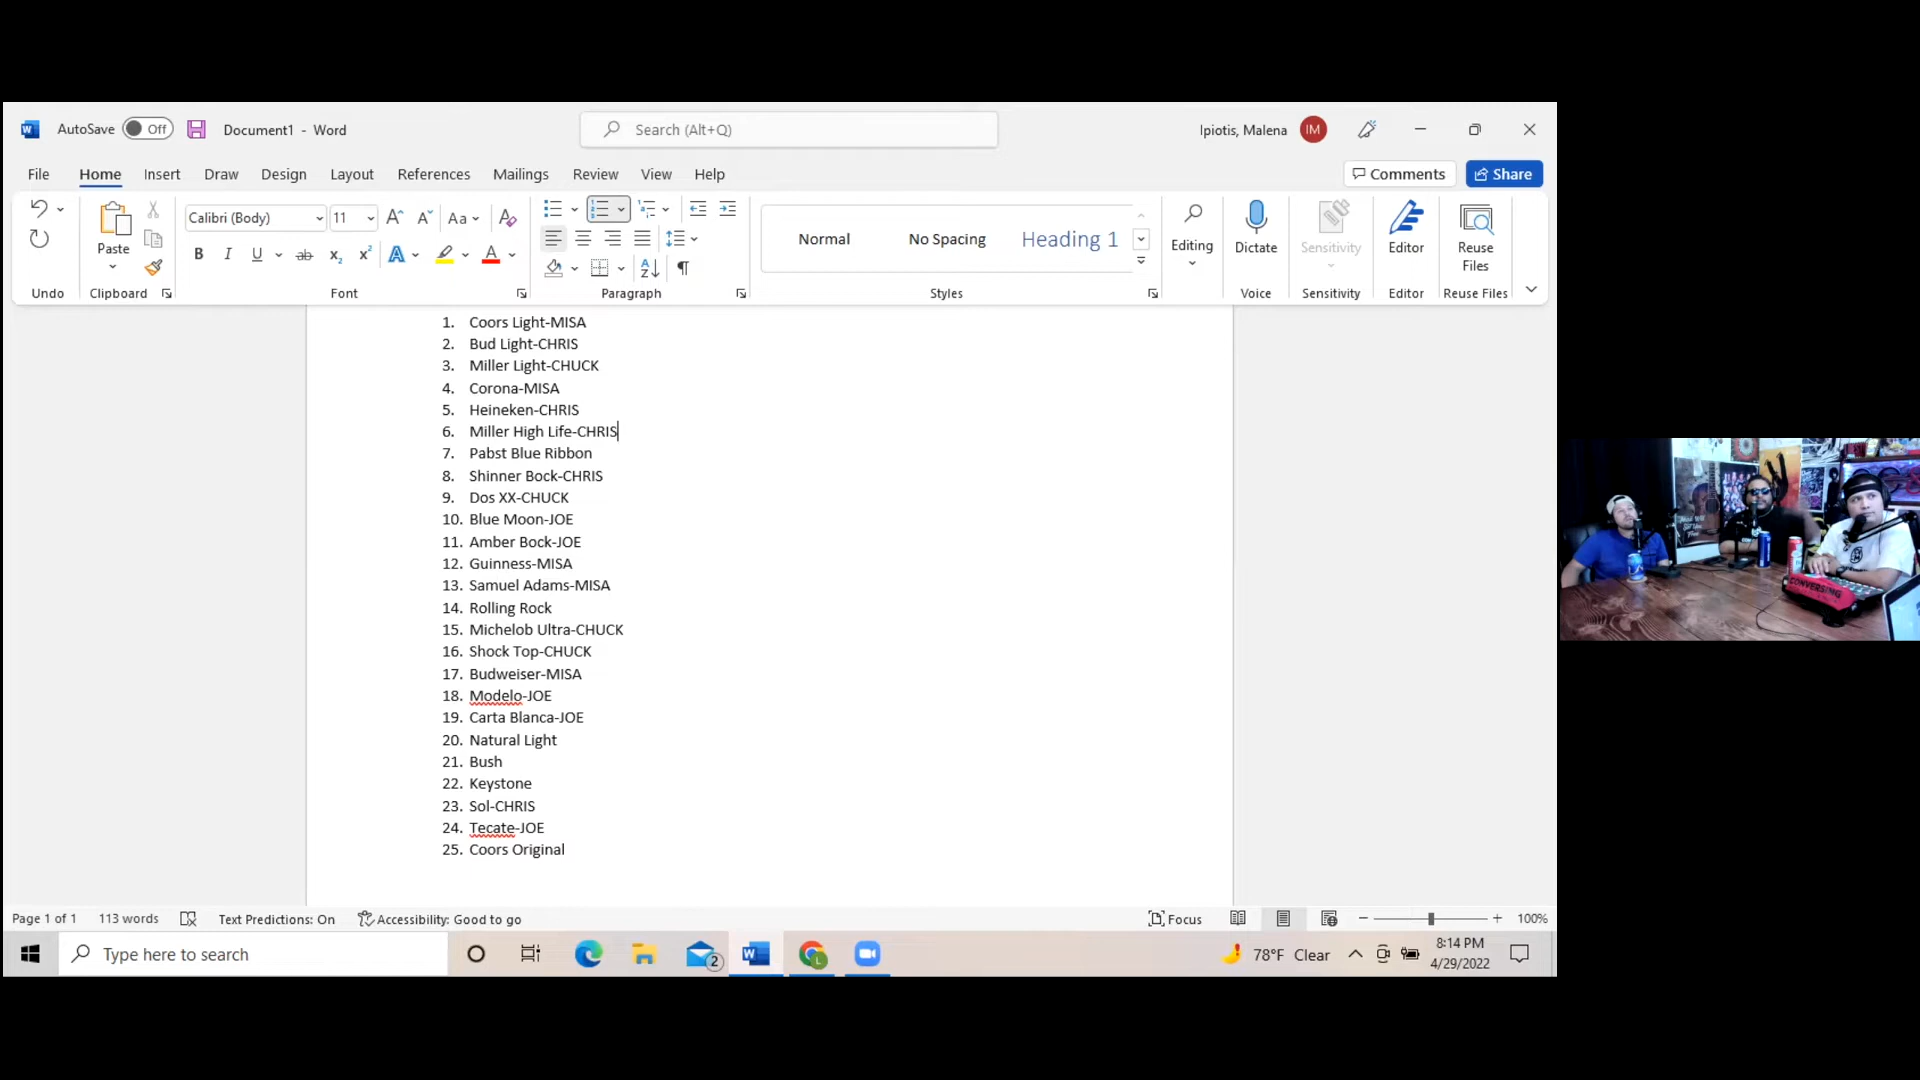 AutoSave Off Document1 - Word Search (Alt+Q) Ipiotis, Malena IM
File Home Insert Draw Design Layout References Mailings Review View Help Comments Share
Calibri (Body) 11 Aa
Paste
B I U ab x₂ x² A A
Normal No Spacing Heading 1
Editing Dictate Sensitivity Editor Reuse Files
Undo Clipboard Font Paragraph Styles Voice Sensitivity Editor Reuse Files
1. Coors Light-MISA
2. Bud Light-CHRIS
3. Miller Light-CHUCK
4. Corona-MISA
5. Heineken-CHRIS
6. Miller High Life-CHRIS
7. Pabst Blue Ribbon
8. Shinner Bock-CHRIS
9. Dos XX-CHUCK
10. Blue Moon-JOE
11. Amber Bock-JOE
12. Guinness-MISA
13. Samuel Adams-MISA
14. Rolling Rock
15. Michelob Ultra-CHUCK
16. Shock Top-CHUCK
17. Budweiser-MISA
18. Modelo-JOE
19. Carta Blanca-JOE
20. Natural Light
21. Bush
22. Keystone
23. Sol-CHRIS
24. Tecate-JOE
25. Coors Original
CONVERSING
Page 1 of 1 113 words Text Predictions: On Accessibility: Good to go Focus 100%
Type here to search 2 78°F Clear 8:14 PM
4/29/2022